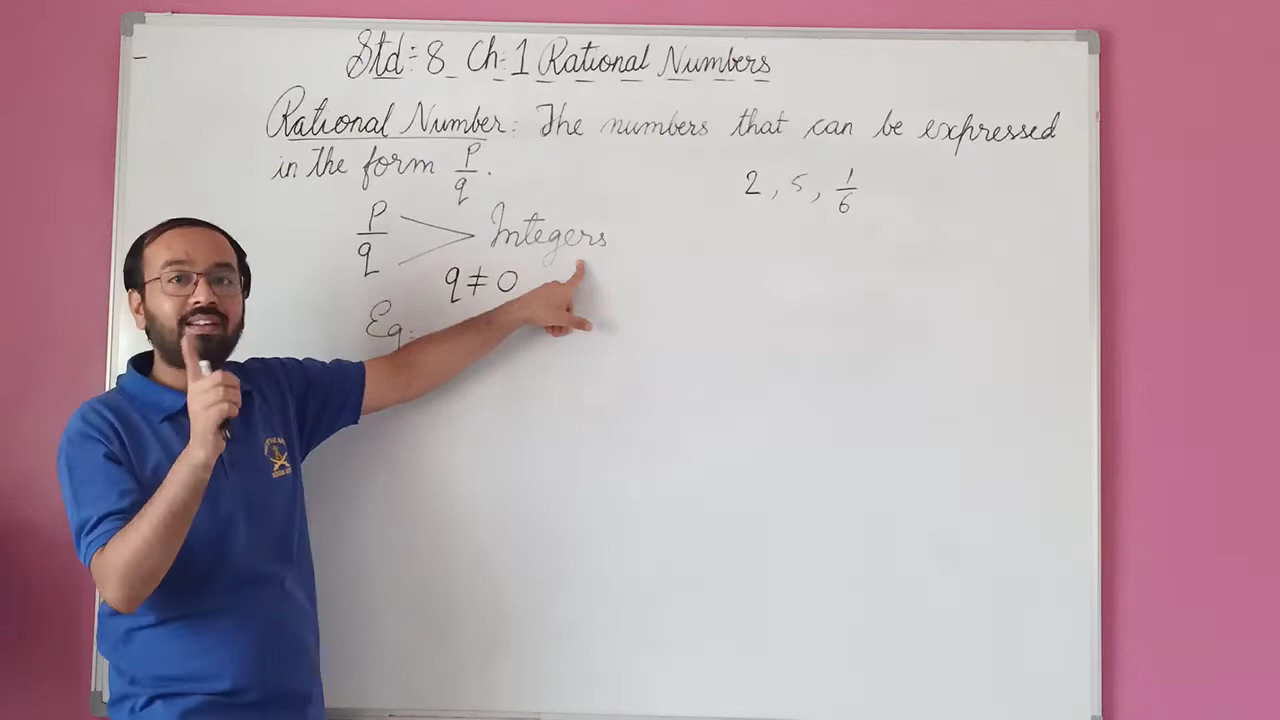 Std=8 Ch-1 Rational Numbers
Rational Number: The numbers that can be expressed
in the form P/q.
2, 5, 1/6
P/q > Integers
q ≠ 0
Eg: